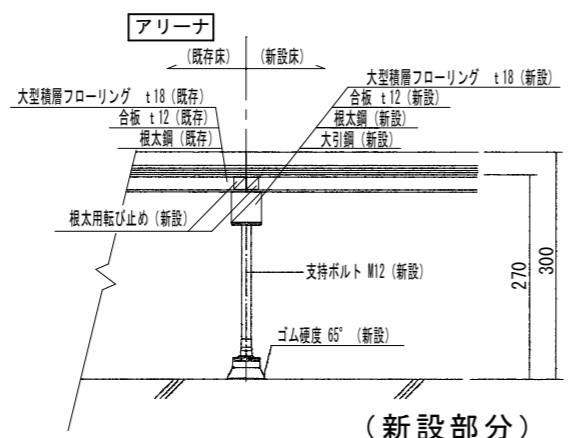 アリーナ
(既存床) (新設床)
大型積層フローリング t18 (新設)
大型積層フローリング t18 (既存)
合板 t12 (新設)
合板 t12 (既存)
根太鋼 (新設)
根太鋼 (既存)
大引鋼 (新設)
根太用転び止め (新設)
支持ボルト M12 (新設)
270
300
ゴム硬度 65° (新設)
(新設部分)